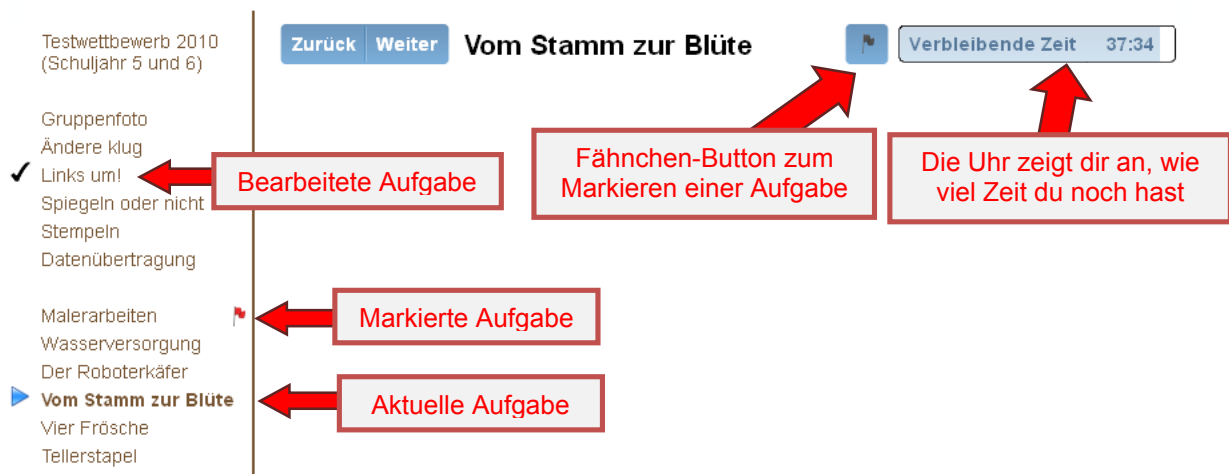 Testwettbewerb 2010
(Schuljahr 5 und 6)
Zurück Weiter Vom Stamm zur Blüte
Verbleibende Zeit 37:34
Gruppenfoto
Ändere klug
Links um!
Spiegeln oder nicht
Stempeln
Datenübertragung
Bearbeitete Aufgabe
Fähnchen-Button zum
Markieren einer Aufgabe
Die Uhr zeigt dir an, wie
viel Zeit du noch hast
Malerarbeiten
Wasserversorgung
Der Roboterkäfer
Vom Stamm zur Blüte
Vier Frösche
Tellerstapel
Markierte Aufgabe
Aktuelle Aufgabe